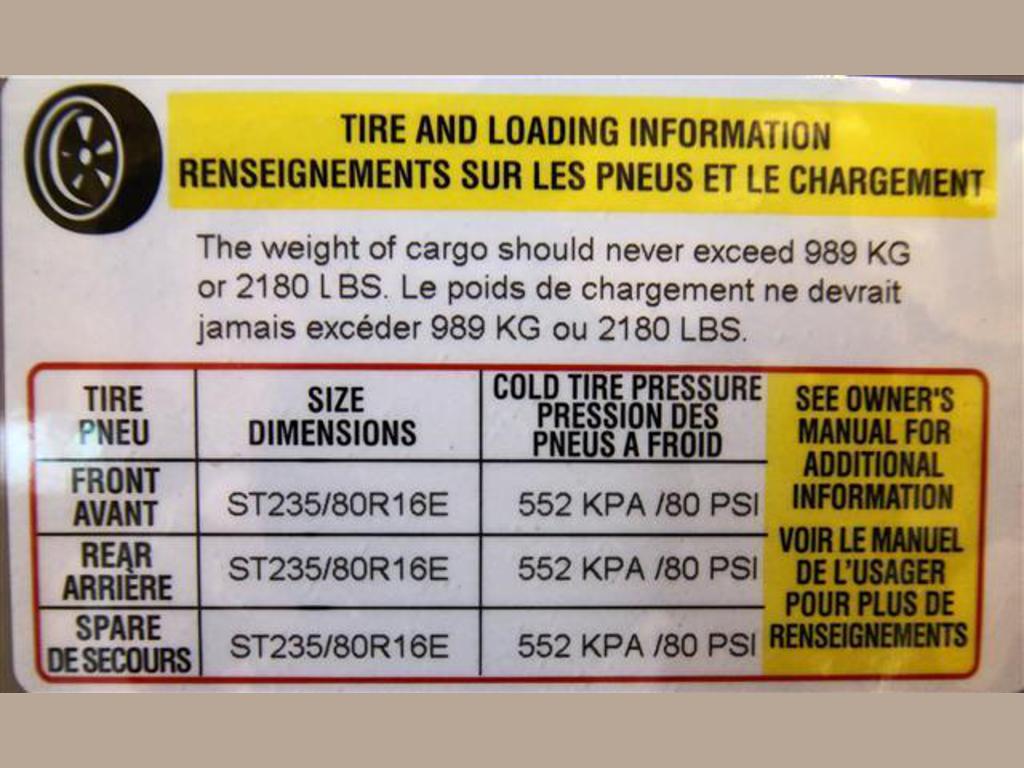 TIRE AND LOADING INFORMATION
RENSEIGNEMENTS SUR LES PNEUS ET LE CHARGEMENT
The weight of cargo should never exceed 989 KG
or 2180 LBS. Le poids de chargement ne devrait
jamais excéder 989 KG ou 2180 LBS.
TIRE
PNEU
SIZE
DIMENSIONS
COLD TIRE PRESSURE
PRESSION DES
PNEUS A FROID
FRONT
AVANT
ST235/80R16E
552 KPA /80 PSI
REAR
ARRIÈRE
ST235/80R16E
552 KPA /80 PSI
SPARE
DE SECOURS
ST235/80R16E
552 KPA /80 PSI
SEE OWNER'S
MANUAL FOR
ADDITIONAL
INFORMATION
VOIR LE MANUEL
DE L'USAGER
POUR PLUS DE
RENSEIGNEMENTS